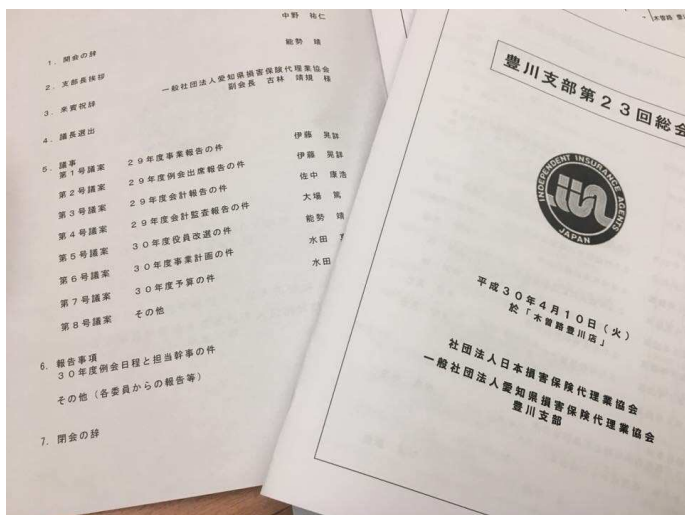 中野 裕仁
1. 開会の辞
能勢 靖
2. 支部長挨拶
一般社団法人愛知県損害保険代理業協会
3. 来賓祝辞
副会長 古林 靖規 様
4. 議長選出
5. 議事
第1号議案 29年度事業報告の件 伊藤 晃詳
第2号議案 29年度例会出席報告の件 伊藤 晃詳
第3号議案 29年度会計報告の件 佐中 康浩
第4号議案 29年度会計監査報告の件 大場 篤
第5号議案 30年度役員改選の件 能勢 靖
第6号議案 30年度事業計画の件 水田
第7号議案 30年度予算の件 水田
第8号議案 その他
6. 報告事項
30年度例会日程と担当幹事の件
その他(各委員からの報告等)
7. 閉会の辞
豊川支部第23回総会
INDEPENDENT INSURANCE AGENTS
JAPAN
平成30年4月10日(火)
於「木曽路豊川店」
社団法人日本損害保険代理業協会
一般社団法人愛知県損害保険代理業協会
豊川支部